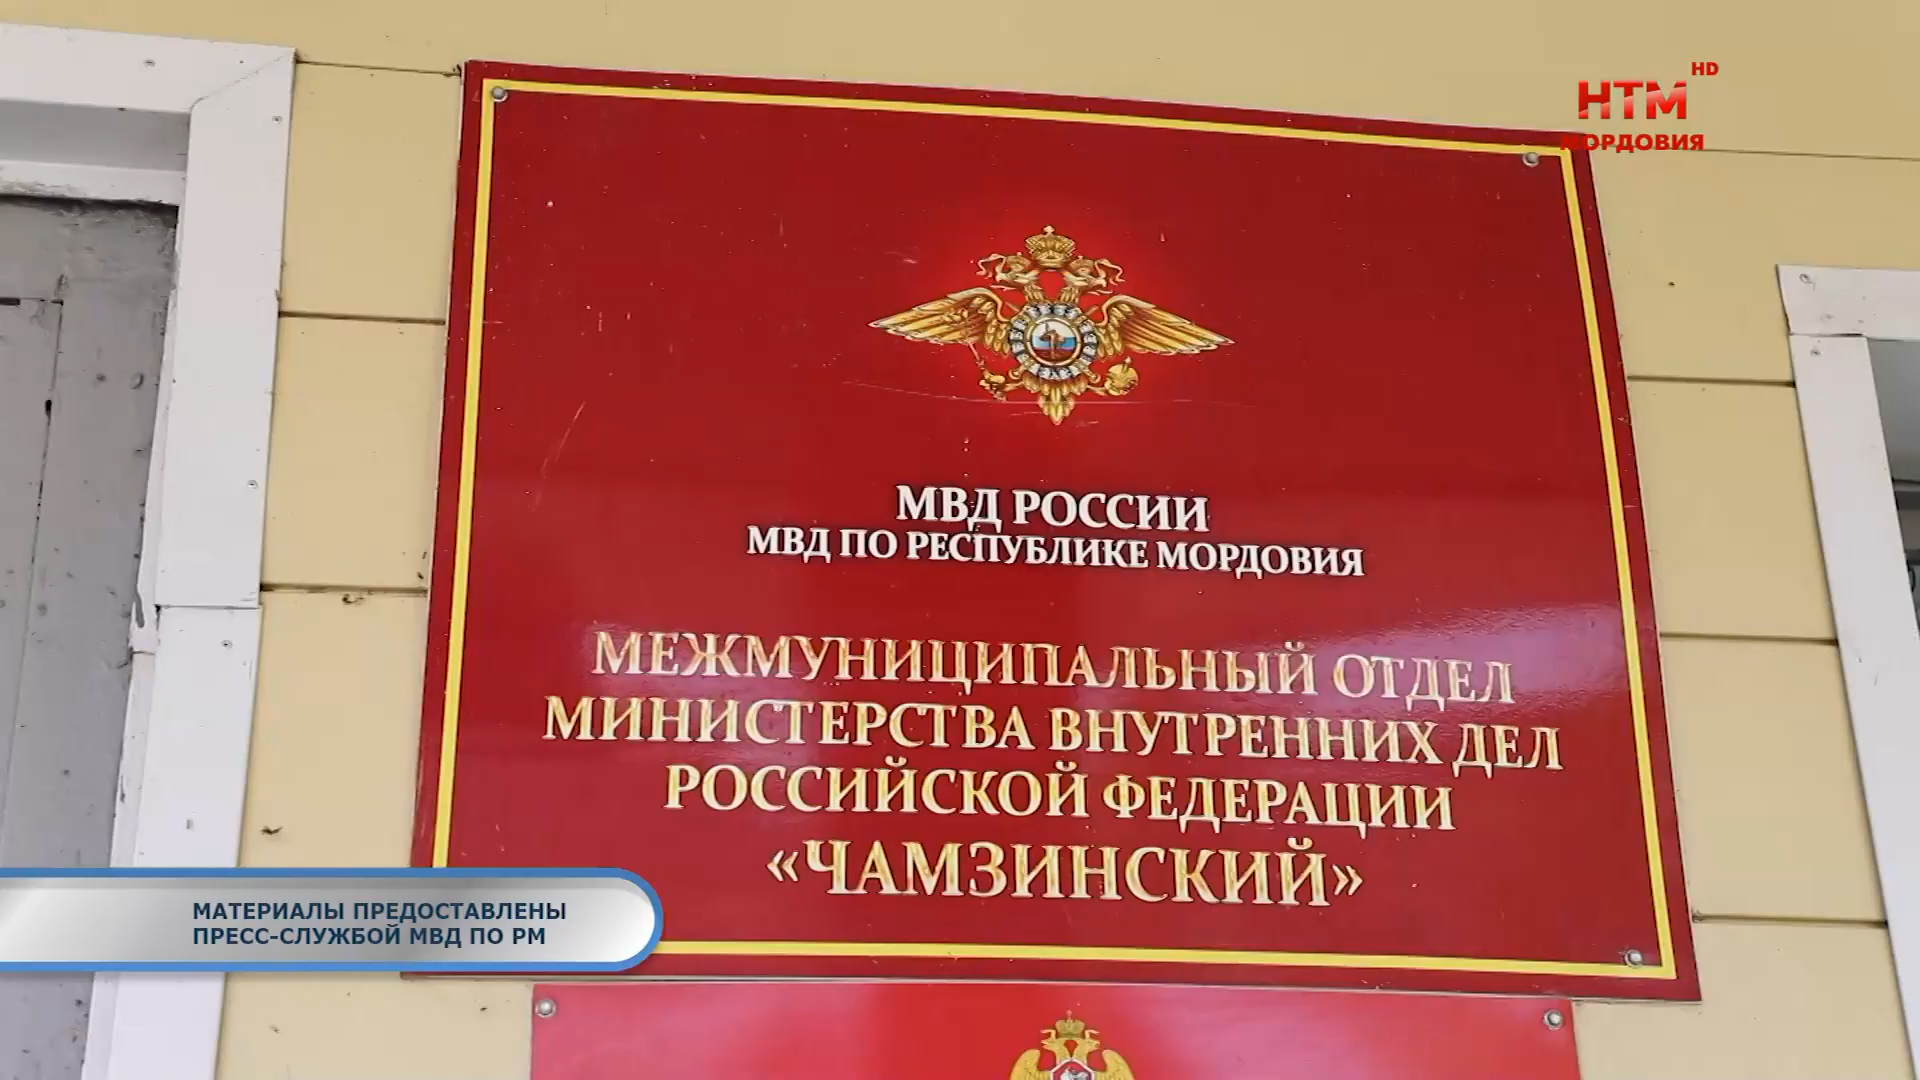 HD
НТМ
МОРДОВИЯ
МВД РОССИИ
МВД ПО РЕСПУБЛИКЕ МОРДОВИЯ
МЕЖМУНИЦИПАЛЬНЫЙ ОТДЕЛ
МИНИСТЕРСТВА ВНУТРЕННИХ ДЕЛ
РОССИЙСКОЙ ФЕДЕРАЦИИ
«ЧАМЗИНСКИЙ»
МАТЕРИАЛЫ ПРЕДОСТАВЛЕНЫ
ПРЕСС-СЛУЖБОЙ МВД ПО РМ